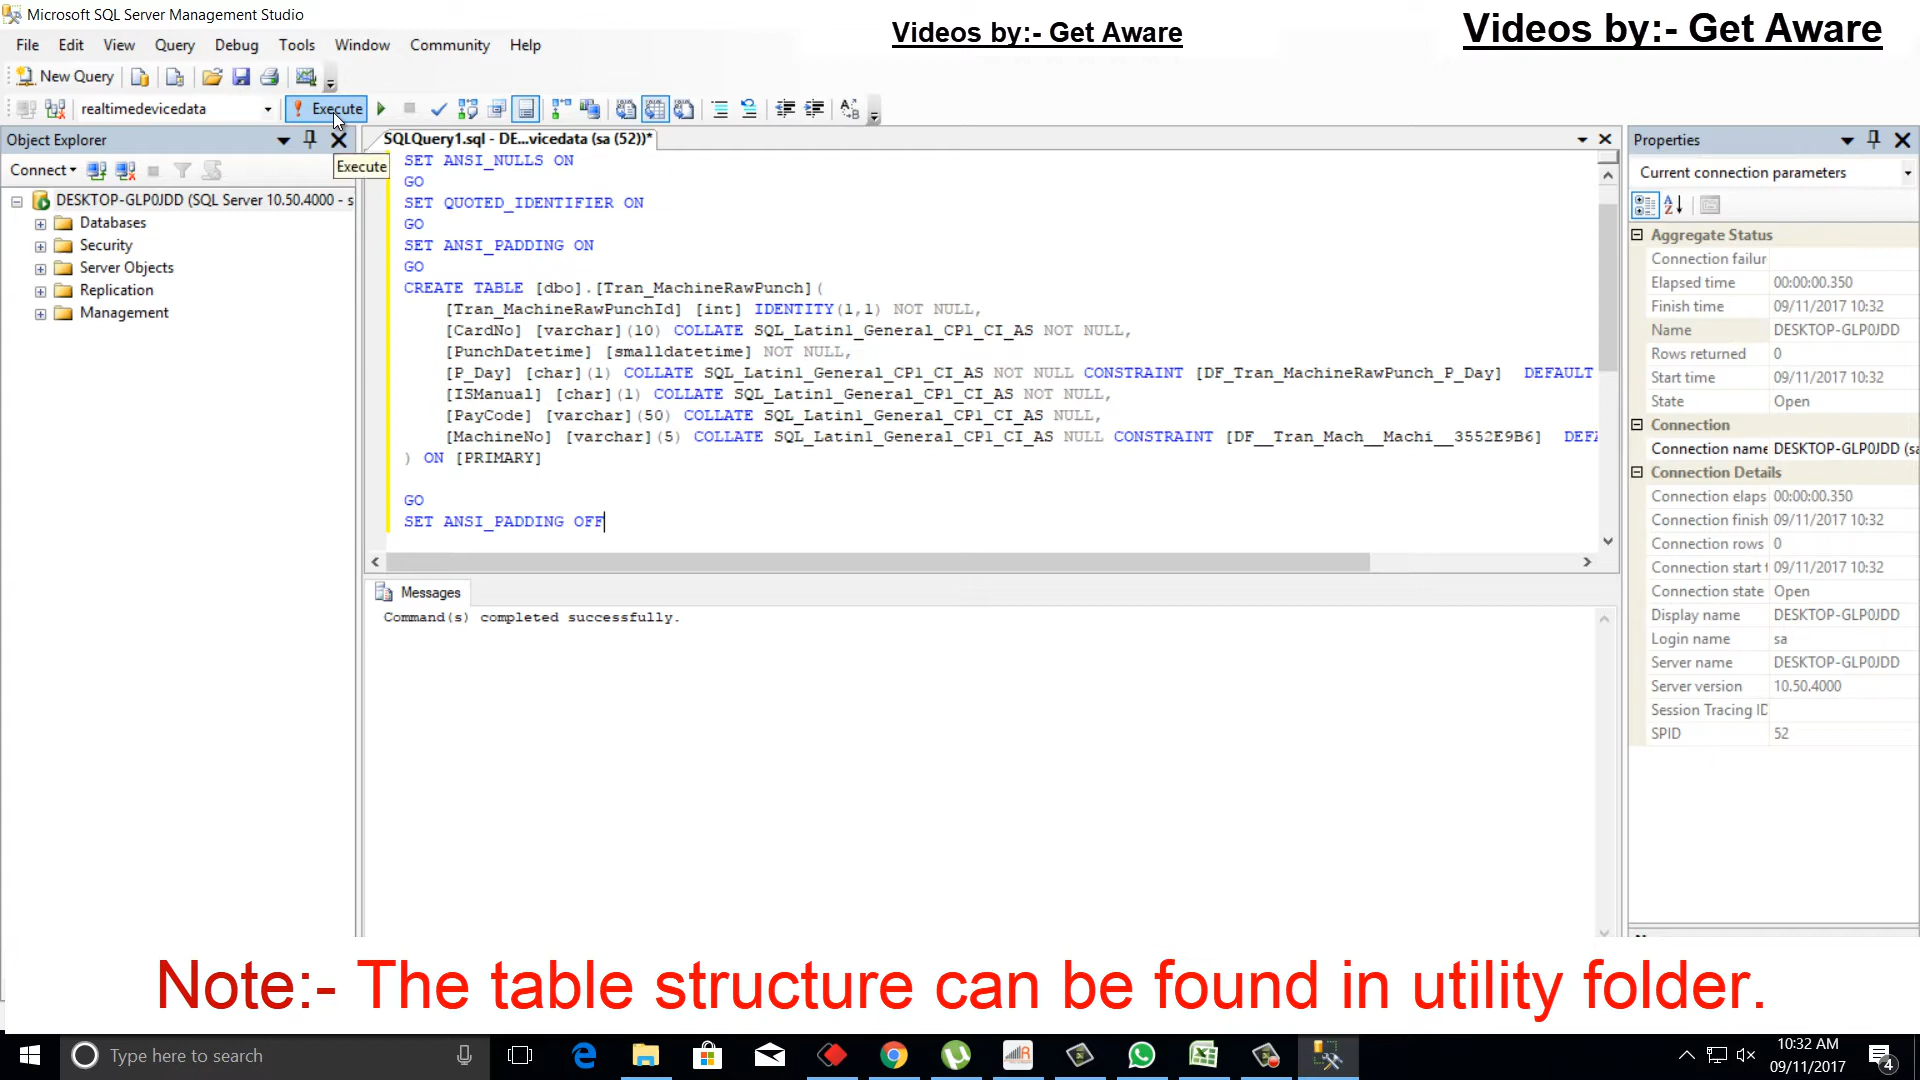 Microsoft SQL Server Management Studio
Videos by:- Get Aware
Videos by:- Get Aware
File Edit View Query Debug Tools Window Community Help
New Query
realtimedevicedata Execute
Object Explorer
SQLQuery1.sql - DE...vicedata (sa (52))*
Properties
Execute
Connect
Current connection parameters
DESKTOP-GLP0JDD (SQL Server 10.50.4000 - s
Databases
Security
Server Objects
Replication
Management
SET ANSI_NULLS ON
GO
SET QUOTED_IDENTIFIER ON
GO
SET ANSI_PADDING ON
GO
CREATE TABLE [dbo].[Tran_MachineRawPunch](
[Tran_MachineRawPunchId] [int] IDENTITY(1,1) NOT NULL,
[CardNo] [varchar](10) COLLATE SQL_Latin1_General_CP1_CI_AS NOT NULL,
[PunchDatetime] [smalldatetime] NOT NULL,
[P_Day] [char](1) COLLATE SQL_Latin1_General_CP1_CI_AS NOT NULL CONSTRAINT [DF_Tran_MachineRawPunch_P_Day] DEFAULT
[ISManual] [char](1) COLLATE SQL_Latin1_General_CP1_CI_AS NOT NULL,
[PayCode] [varchar](50) COLLATE SQL_Latin1_General_CP1_CI_AS NULL,
[MachineNo] [varchar](5) COLLATE SQL_Latin1_General_CP1_CI_AS NULL CONSTRAINT [DF__Tran_Mach__Machi__3552E9B6] DEFA
) ON [PRIMARY]
GO
SET ANSI_PADDING OFF
Messages
Command(s) completed successfully.
Aggregate Status
Connection failur
Elapsed time 00:00:00.350
Finish time 09/11/2017 10:32
Name DESKTOP-GLP0JDD
Rows returned 0
Start time 09/11/2017 10:32
State Open
Connection
Connection name DESKTOP-GLP0JDD (sa
Connection Details
Connection elaps 00:00:00.350
Connection finish 09/11/2017 10:32
Connection rows 0
Connection start t 09/11/2017 10:32
Connection state Open
Display name DESKTOP-GLP0JDD
Login name sa
Server name DESKTOP-GLP0JDD
Server version 10.50.4000
Session Tracing ID
SPID 52
Note:- The table structure can be found in utility folder.
Type here to search
10:32 AM
09/11/2017
4